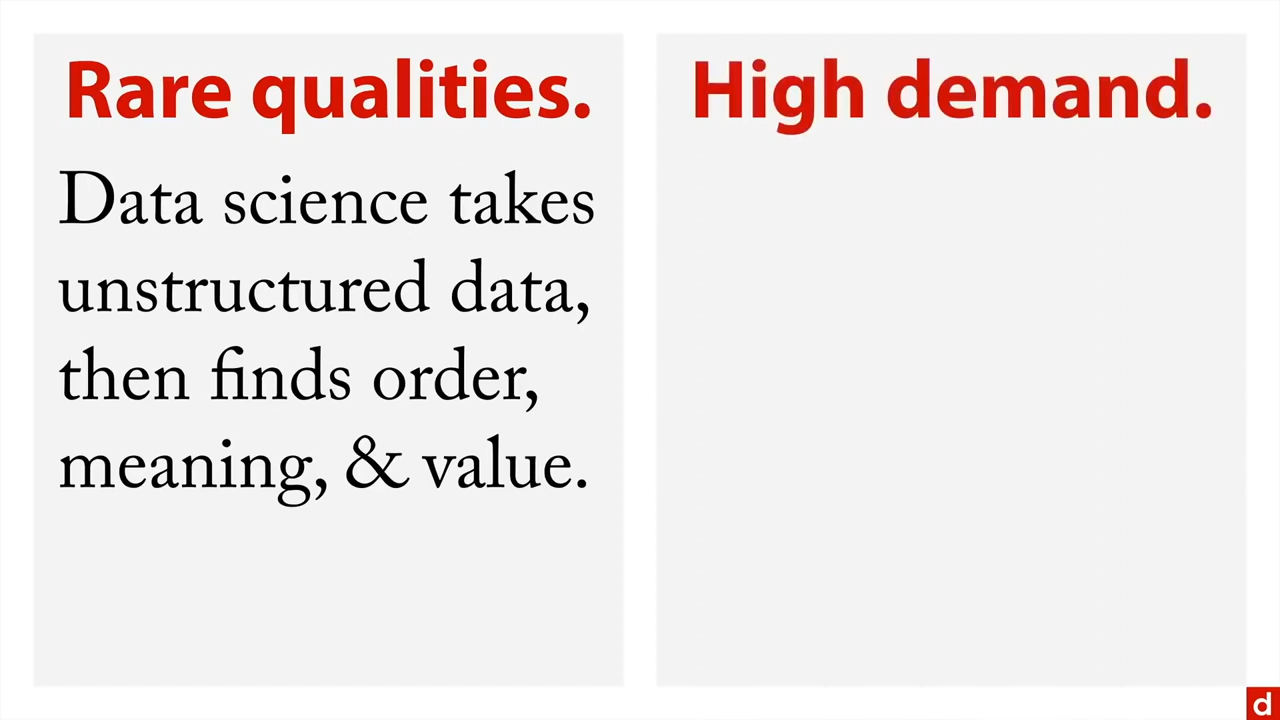 Rare qualities.
Data science takes
unstructured data,
then finds order,
meaning, & value.
High demand.
d